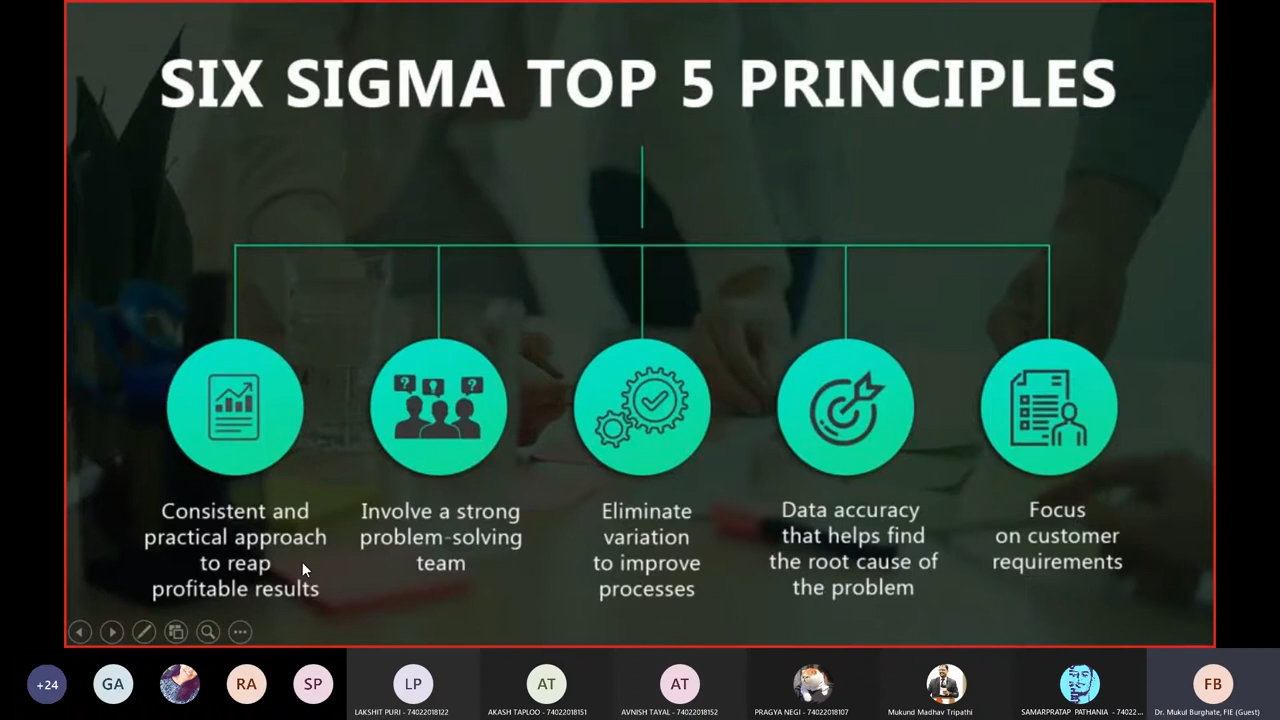 SIX SIGMA TOP 5 PRINCIPLES
Consistent and
practical approach
to reap
profitable results
Involve a strong
problem-solving
team
Eliminate
variation
to improve
processes
Data accuracy
that helps find
the root cause of
the problem
Focus
on customer
requirements
+24
GA
RA
SP
LP
AT
AT
FB
LAKSHIT PURI - 74022018122
AKASH TAPLOO - 74022018151
AVNISH TAYAL - 74022018152
PRAGYA NEGI - 74022018107
Mukund Madhav Tripathi
SAMARPRATAP PATHANIA - 74022...
Dr. Mukul Burghate, FIE (Guest)